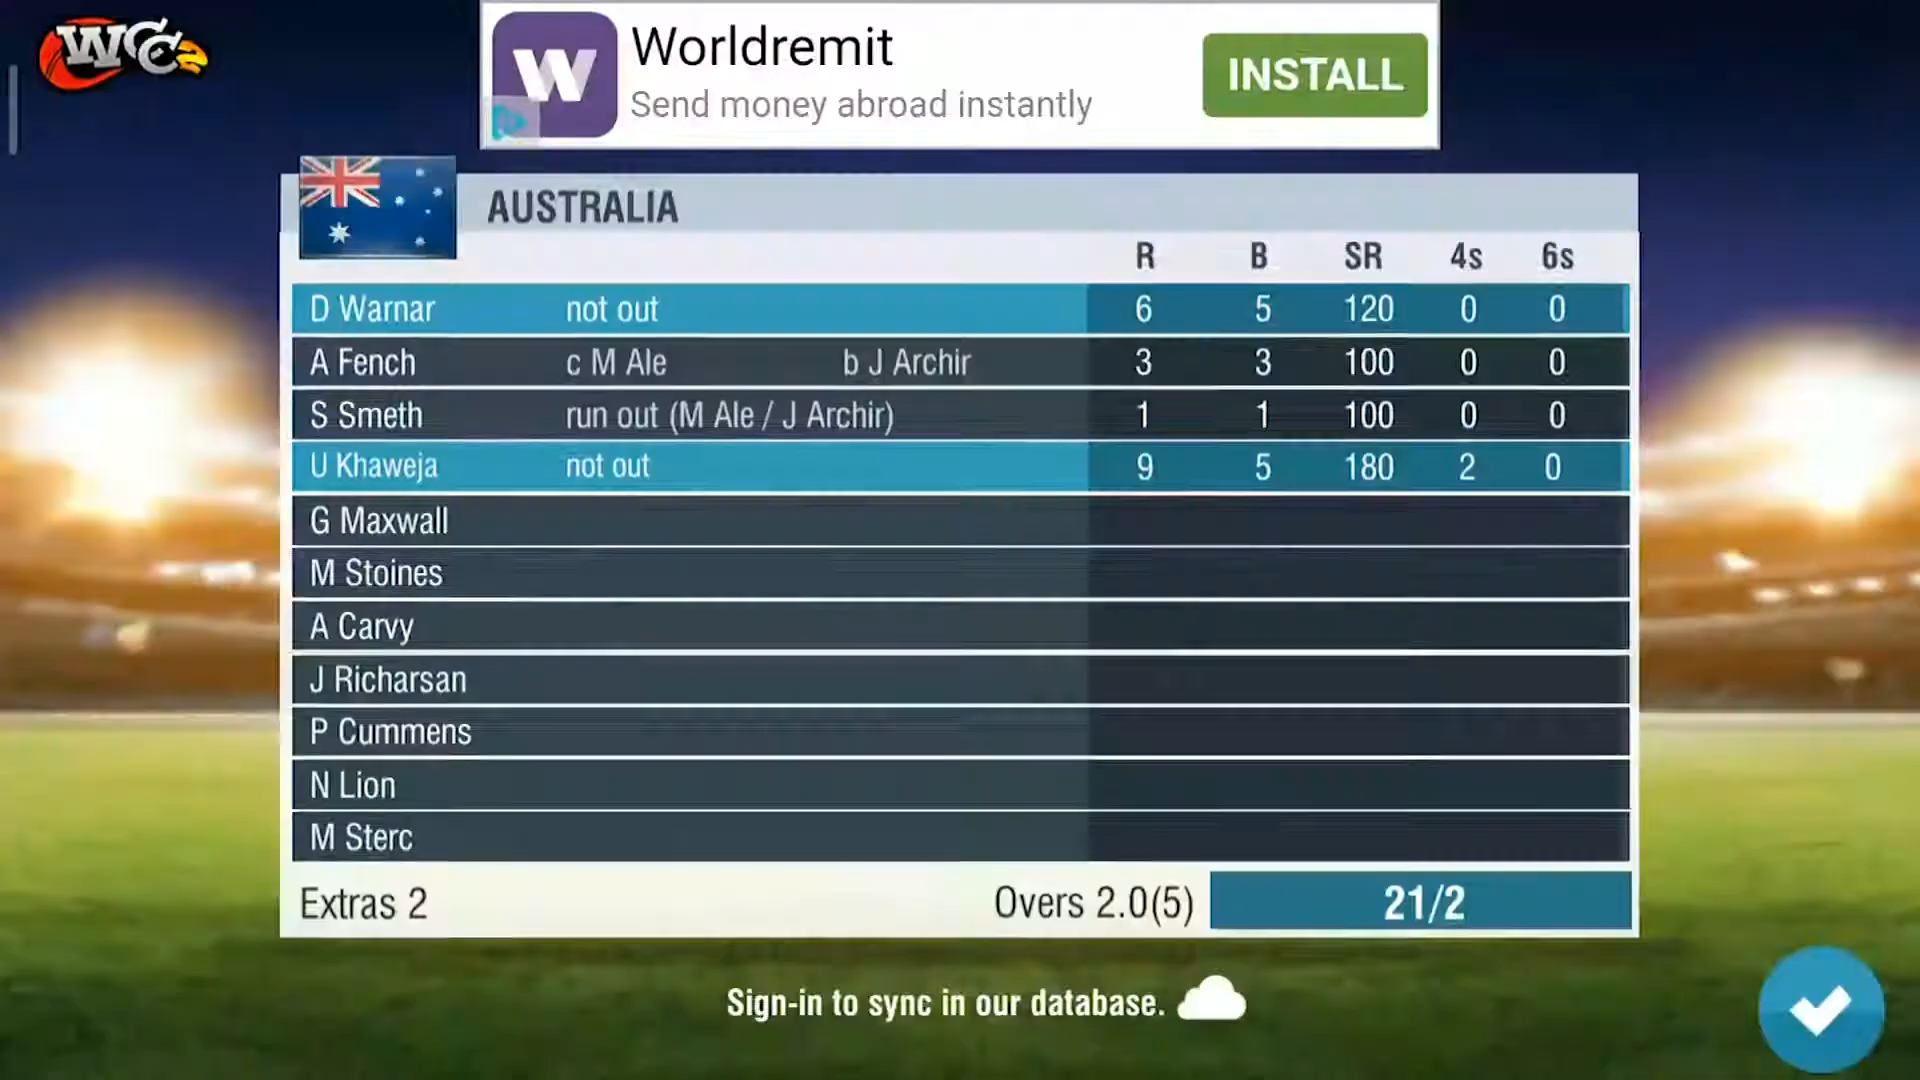 WCC2
W
Worldremit
Send money abroad instantly
INSTALL
AUSTRALIA
R B SR 4s 6s
D Warnar not out 6 5 120 0 0
A Fench c M Ale b J Archir 3 3 100 0 0
S Smeth run out (M Ale / J Archir) 1 1 100 0 0
U Khaweja not out 9 5 180 2 0
G Maxwall
M Stoines
A Carvy
J Richarsan
P Cummens
N Lion
M Sterc
Extras 2 Overs 2.0(5) 21/2
Sign-in to sync in our database.